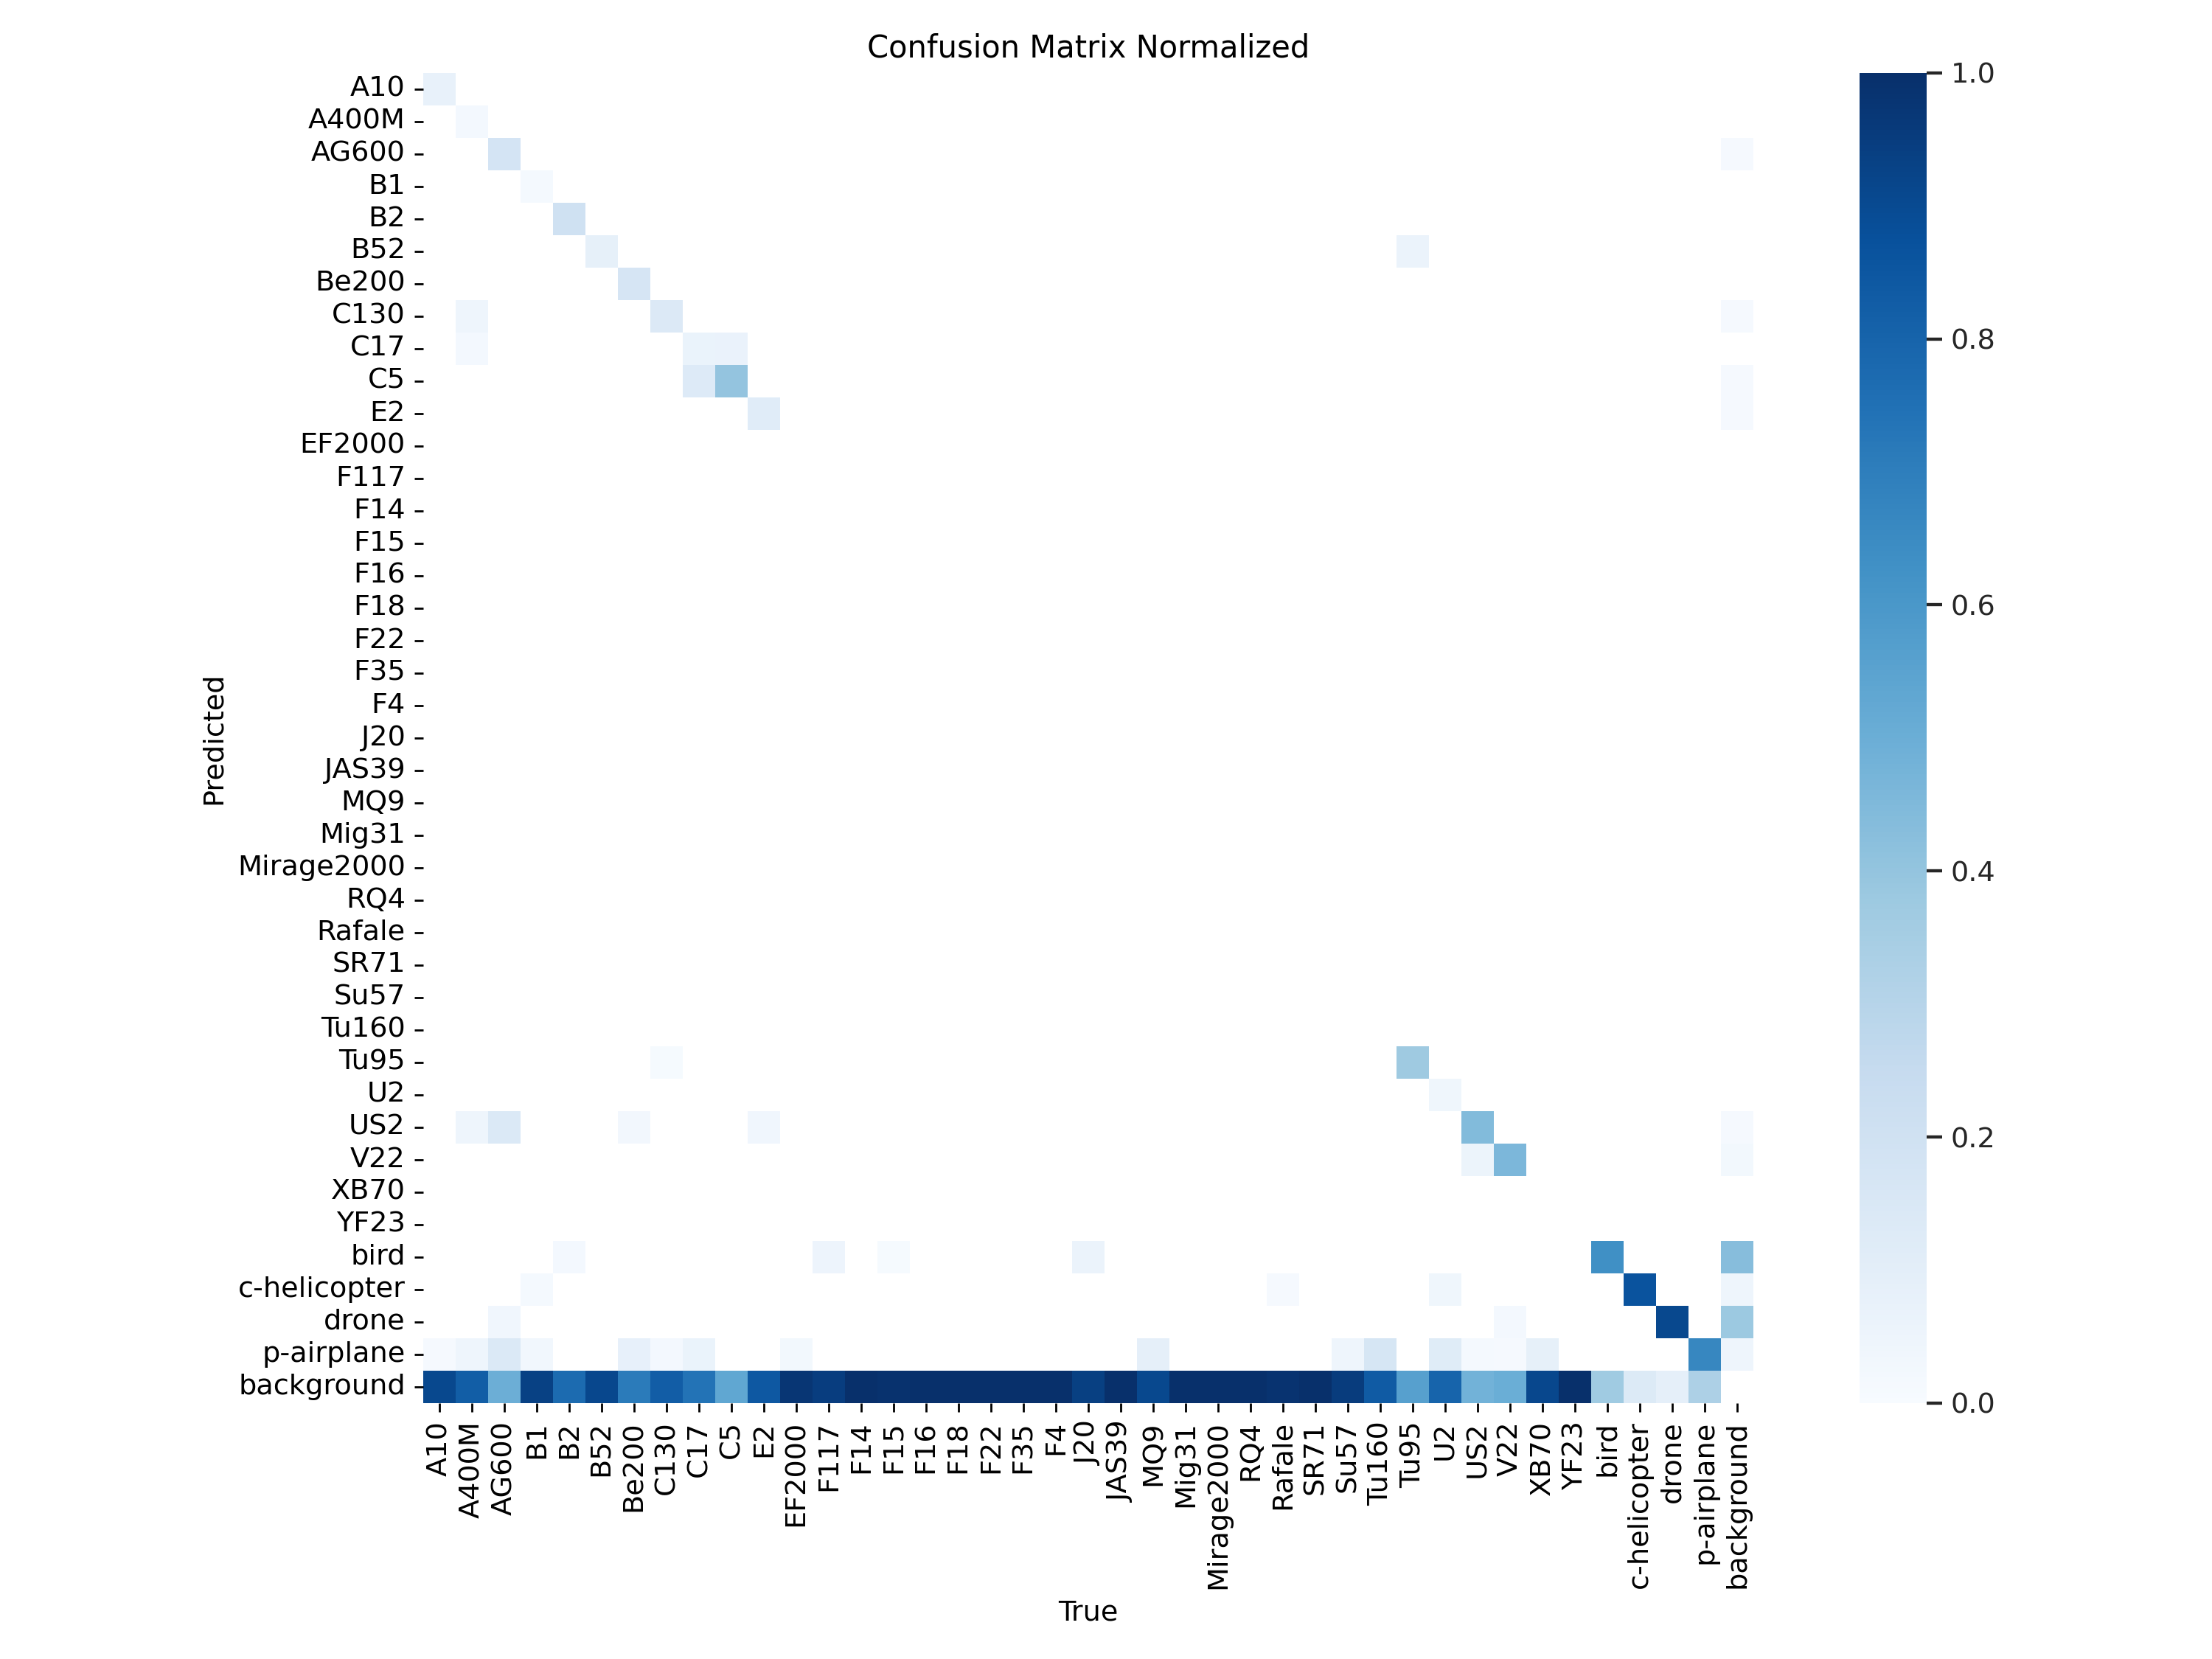 Confusion Matrix Normalized
A10
A400M
AG600
B1
B2
B52
Be200
C130
C17
C5
E2
EF2000
F117
F14
F15
F16
F18
F22
F35
F4
J20
JAS39
MQ9
Mig31
Mirage2000
RQ4
Rafale
SR71
Su57
Tu160
Tu95
U2
US2
V22
XB70
YF23
bird
c-helicopter
drone
p-airplane
background
Predicted
A10
A400M
AG600
B1
B2
B52
Be200
C130
C17
C5
E2
EF2000
F117
F14
F15
F16
F18
F22
F35
F4
J20
JAS39
MQ9
Mig31
Mirage2000
RQ4
Rafale
SR71
Su57
Tu160
Tu95
U2
US2
V22
XB70
YF23
bird
c-helicopter
drone
p-airplane
background
True
1.0
0.8
0.6
0.4
0.2
0.0